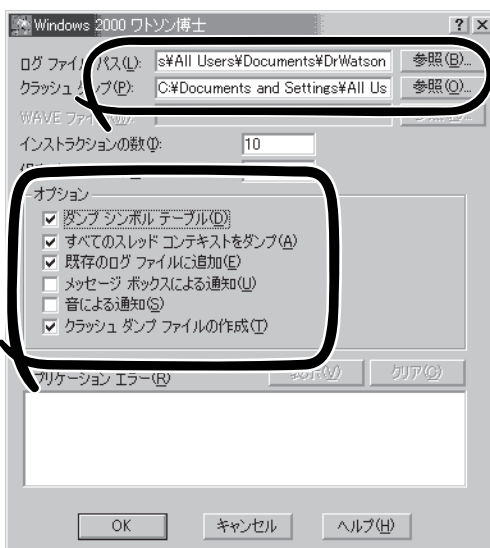 Windows 2000 ワトソン博士
ログ ファイル パス(L): s¥All Users¥Documents¥DrWatson 参照(B)...
クラッシュ ダンプ(P): C:¥Documents and Settings¥All Us 参照(O)...
WAVE ファイル(W): 参照
インストラクションの数(I): 10
オプション
ダンプ シンボル テーブル(D)
すべてのスレッド コンテキストをダンプ(A)
既存のログ ファイルに追加(E)
メッセージ ボックスによる通知(U)
音による通知(S)
クラッシュ ダンプ ファイルの作成(T)
プリケーション エラー(R) 表示(V) クリア(C)
OK キャンセル ヘルプ(H)